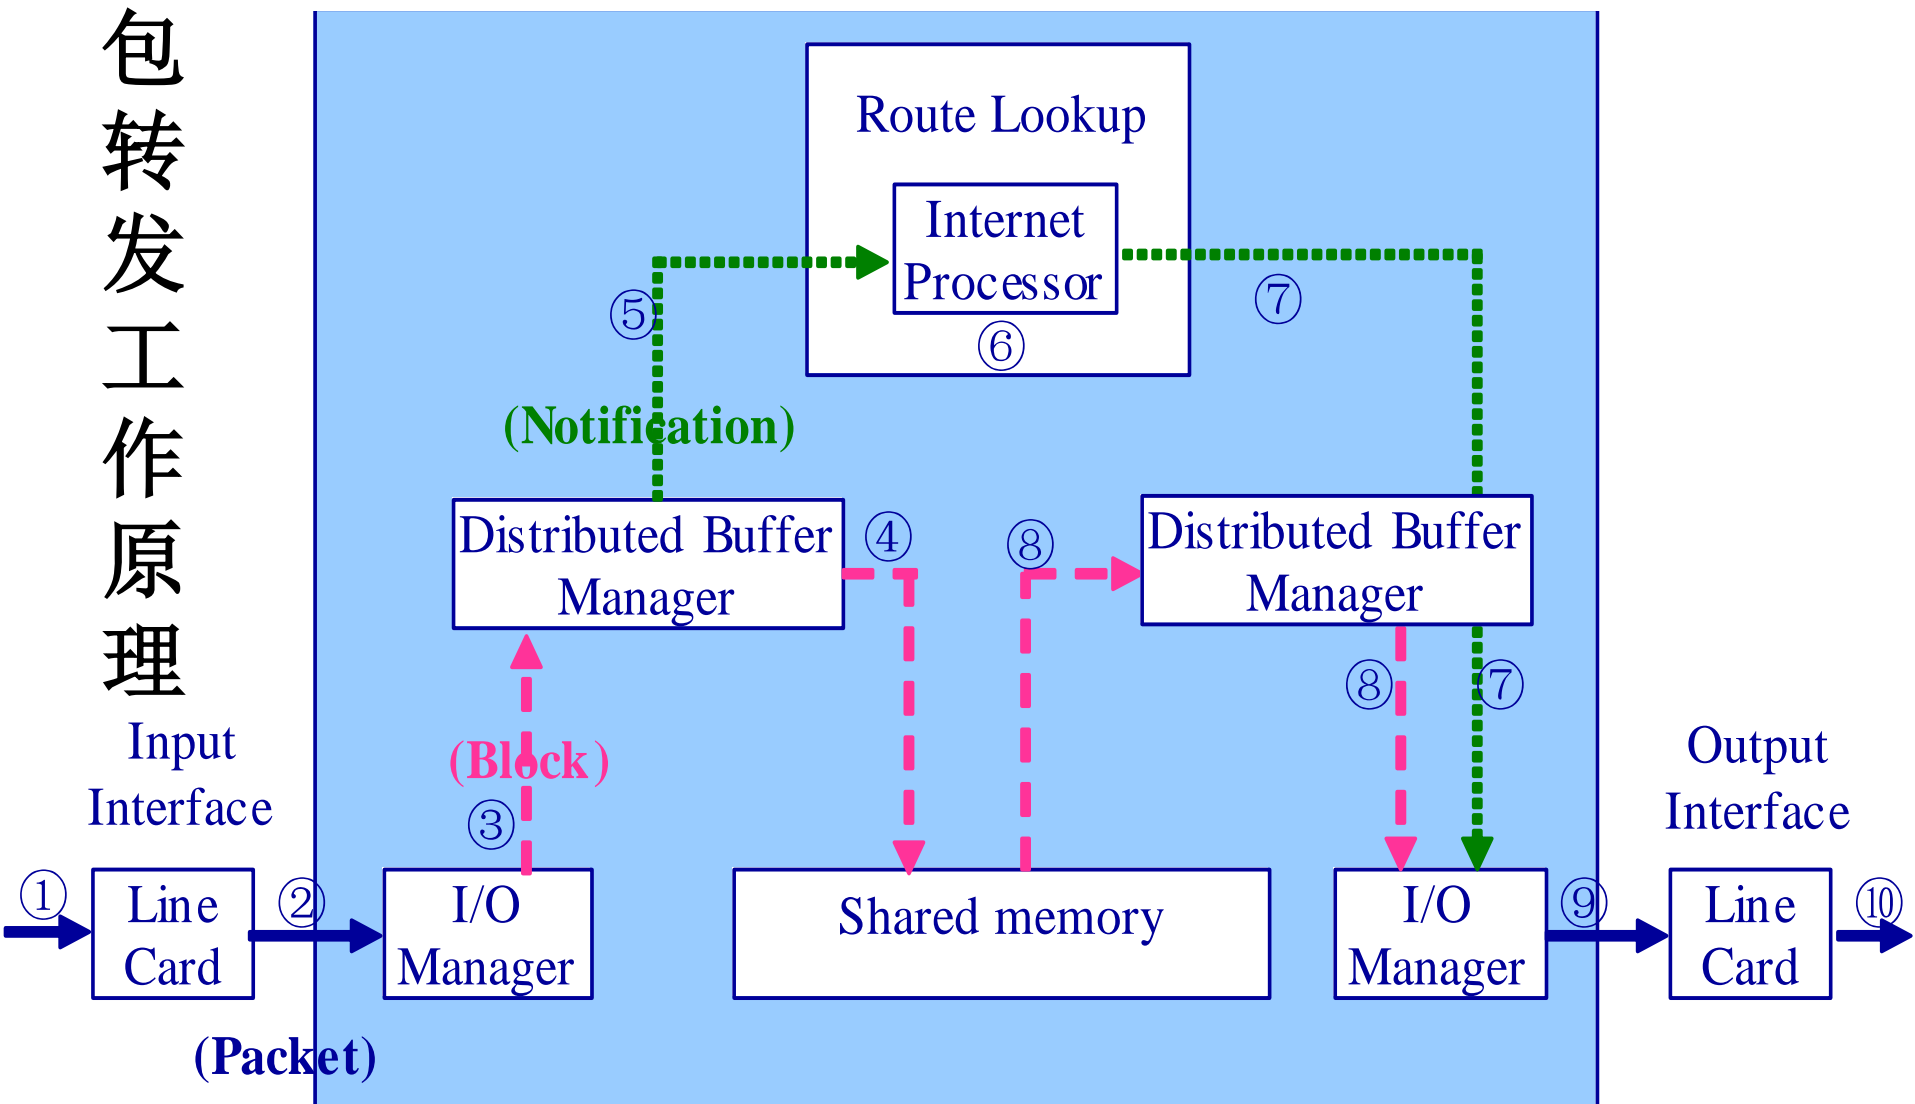 包转发工作原理
Route Lookup
Internet
Processor
⑤
⑥
⑦
(Notification)
Distributed Buffer
Manager
④
⑧
Distributed Buffer
Manager
⑧
⑦
(Block)
③
Input
Interface
Output
Interface
①
Line
Card
②
I/O
Manager
Shared memory
I/O
Manager
⑨
Line
Card
⑩
(Packet)